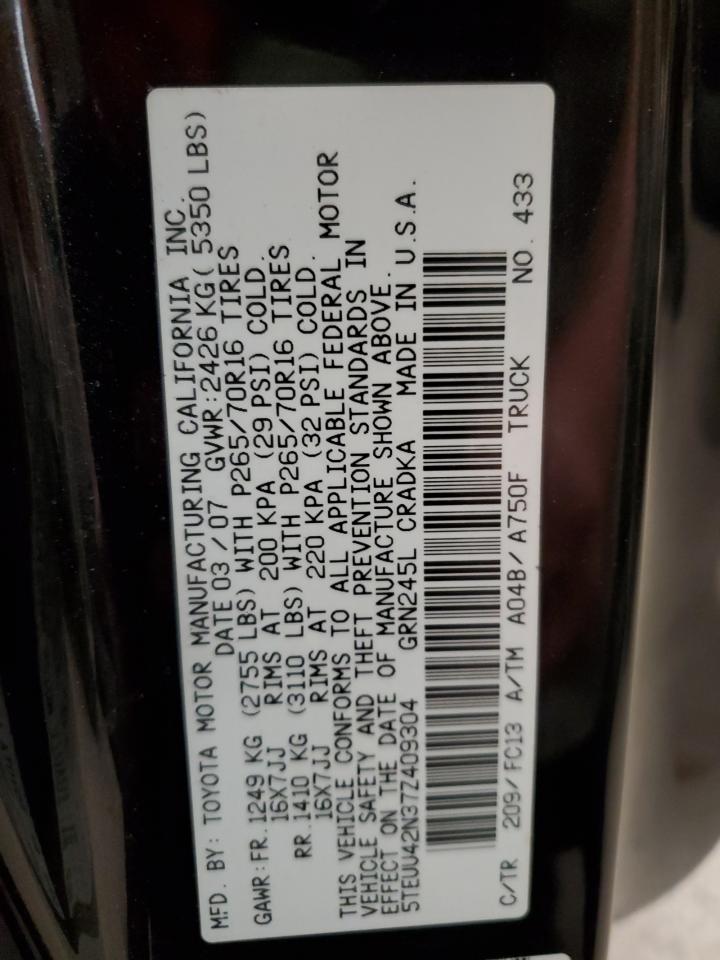 MFD. BY: TOYOTA MOTOR MANUFACTURING CALIFORNIA INC.
DATE 03/07 GVWR:2426 KG( 5350 LBS)
GAWR:FR.1249 KG (2755 LBS) WITH P265/70R16 TIRES
16X7JJ RIMS AT 200 KPA (29 PSI) COLD.
RR.1410 KG (3110 LBS) WITH P265/70R16 TIRES
16X7JJ RIMS AT 220 KPA (32 PSI) COLD.
THIS VEHICLE CONFORMS TO ALL APPLICABLE FEDERAL MOTOR
VEHICLE SAFETY AND THEFT PREVENTION STANDARDS IN
EFFECT ON THE DATE OF MANUFACTURE SHOWN ABOVE.
5TEUU42N37Z409304 GRN245L CRADKA MADE IN U.S.A.
C/TR 209/FC13 A/TM A04B/A750F TRUCK NO. 433